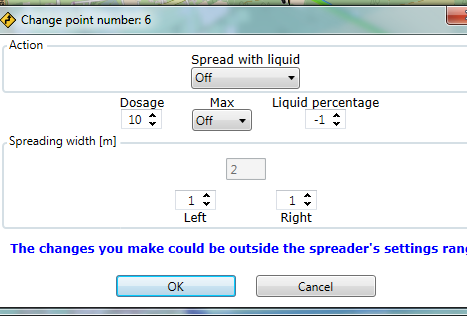 Change point number: 6
Action
Spread with liquid
Off
Dosage Max Liquid percentage
10 Off -1
Spreading width [m]
2
1 1
Left Right
The changes you make could be outside the spreader's settings
OK Cancel